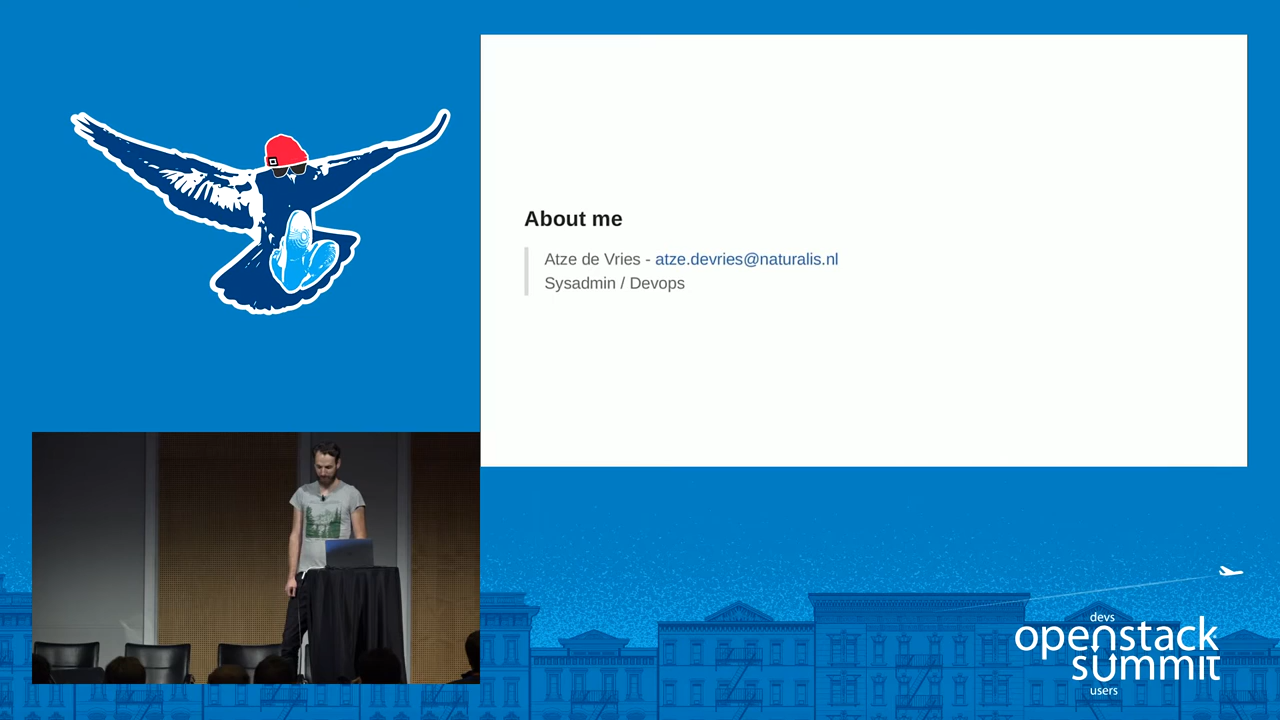 About me
Atze de Vries - atze.devries@naturalis.nl
Sysadmin / Devops
devs
openstack
summit
users